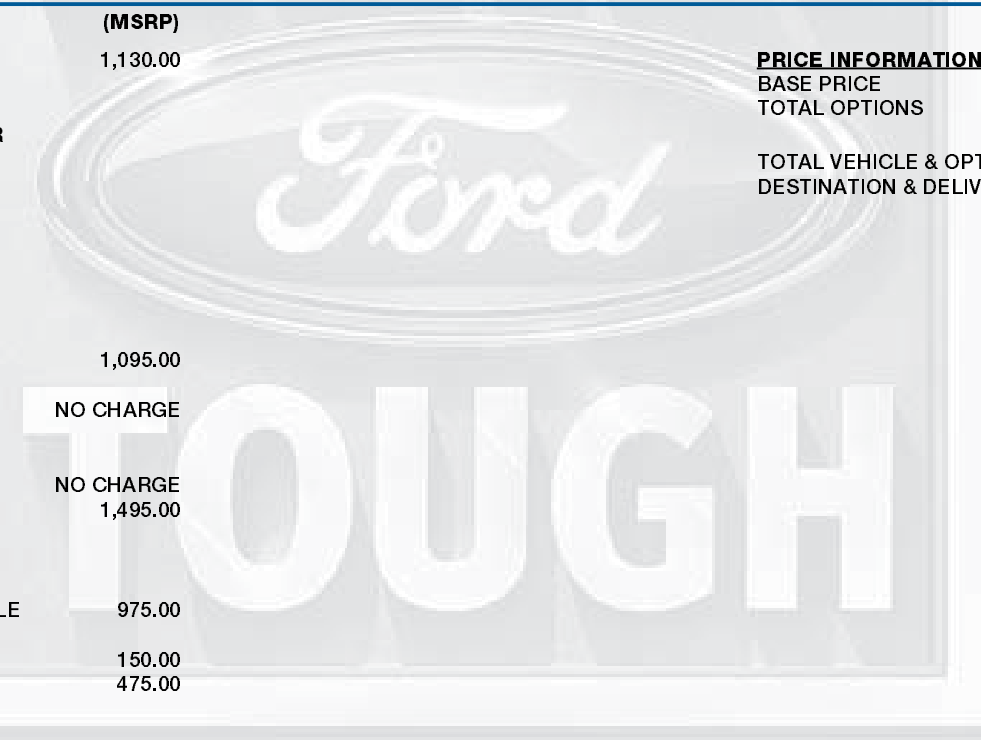 (MSRP)
1,130.00
R
1,095.00
NO CHARGE
NO CHARGE
1,495.00
LE
975.00
150.00
475.00
PRICE INFORMATION
BASE PRICE
TOTAL OPTIONS
TOTAL VEHICLE & OPT
DESTINATION & DELIV
Ford
TOUGH